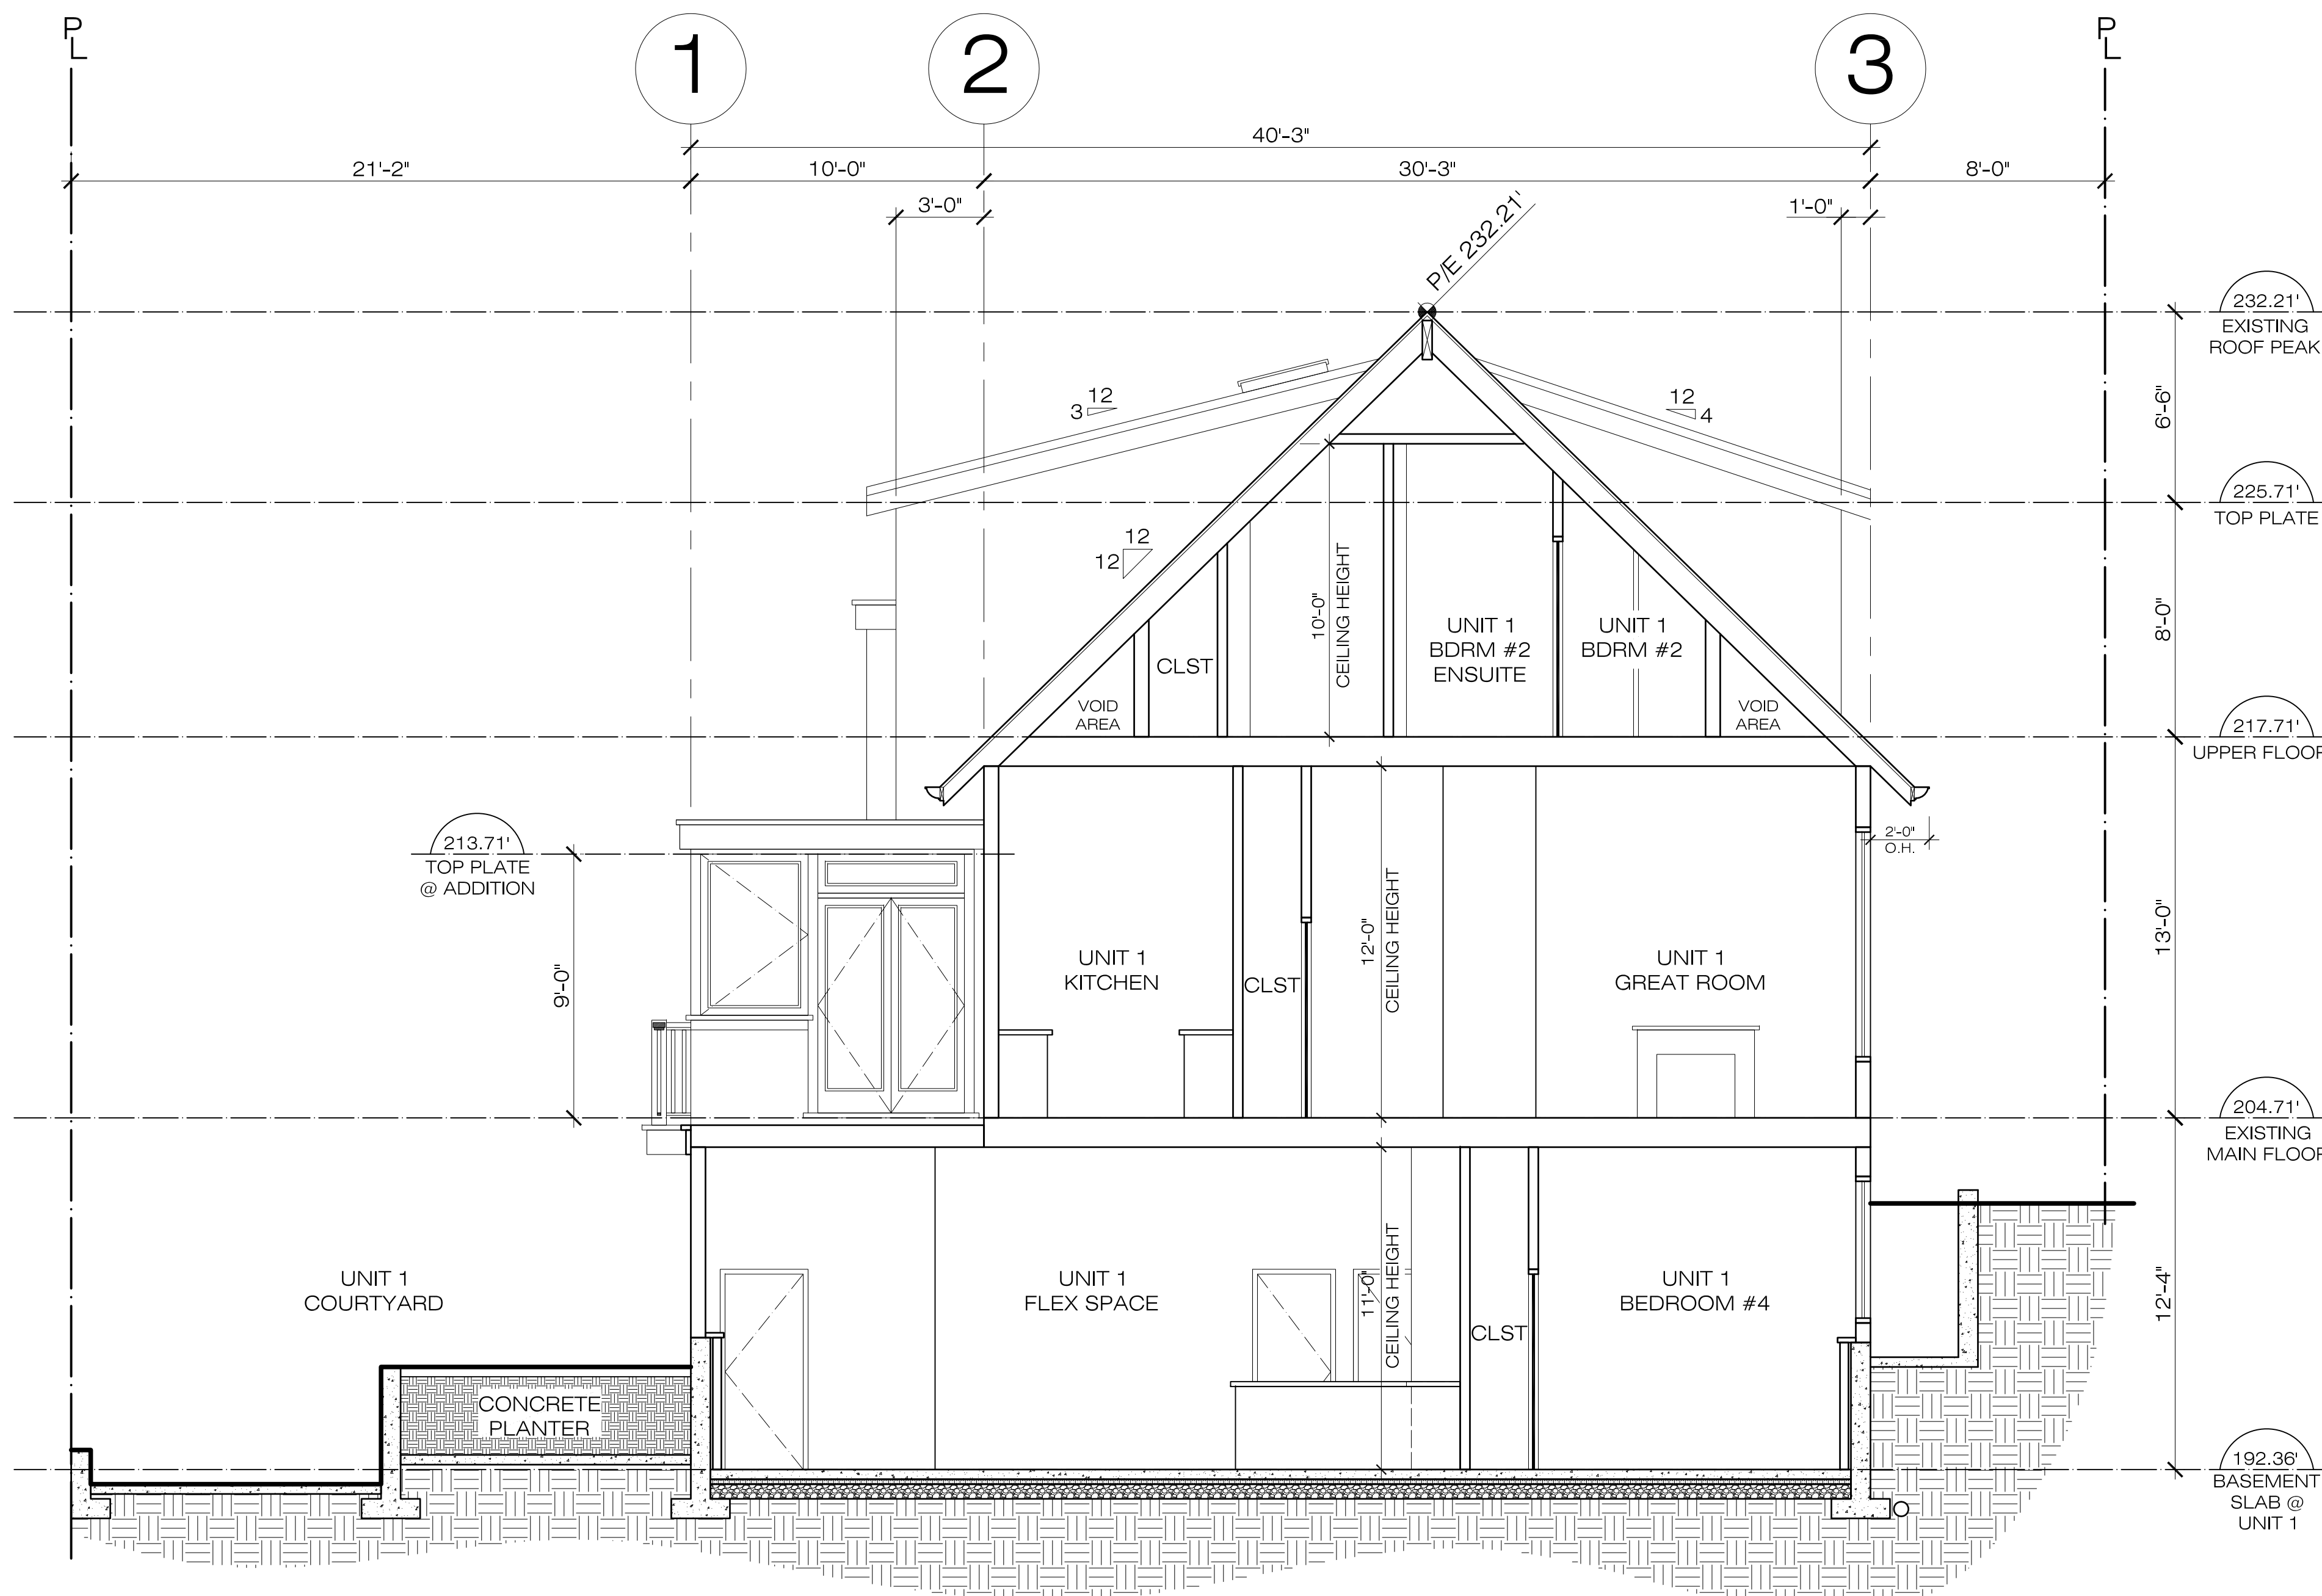 P
L
1
2
3
P
L
40'-3"
21'-2"
10'-0"
30'-3"
8'-0"
3'-0"
1'-0"
P/E 232.21'
232.21'
EXISTING
ROOF PEAK
6'-6"
12
3
12
4
225.71'
TOP PLATE
12
12
8'-0"
10'-0"
CEILING HEIGHT
UNIT 1
BDRM #2
ENSUITE
UNIT 1
BDRM #2
CLST
VOID
AREA
VOID
AREA
217.71'
UPPER FLOOR
213.71'
TOP PLATE
@ ADDITION
2'-0"
O.H.
9'-0"
12'-0"
CEILING HEIGHT
13'-0"
UNIT 1
KITCHEN
CLST
UNIT 1
GREAT ROOM
204.71'
EXISTING
MAIN FLOOR
UNIT 1
COURTYARD
UNIT 1
FLEX SPACE
11'-0"
CEILING HEIGHT
CLST
UNIT 1
BEDROOM #4
12'-4"
CONCRETE
PLANTER
192.36'
BASEMENT
SLAB @
UNIT 1